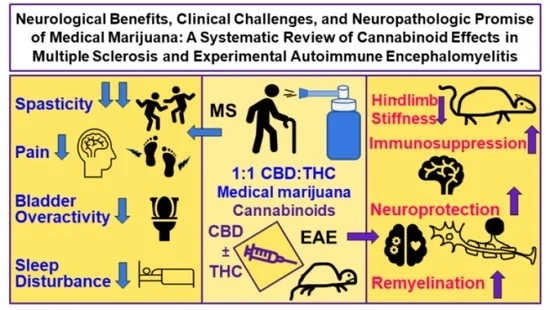 Neurological Benefits, Clinical Challenges, and Neuropathologic Promise
of Medical Marijuana: A Systematic Review of Cannabinoid Effects in
Multiple Sclerosis and Experimental Autoimmune Encephalomyelitis
Spasticity
Pain
Bladder
Overactivity
Sleep
Disturbance
MS
1:1 CBD:THC
Medical marijuana
Cannabinoids
CBD
±
THC
EAE
Hindlimb
Stiffness
Immunosuppression
Neuroprotection
Remyelination